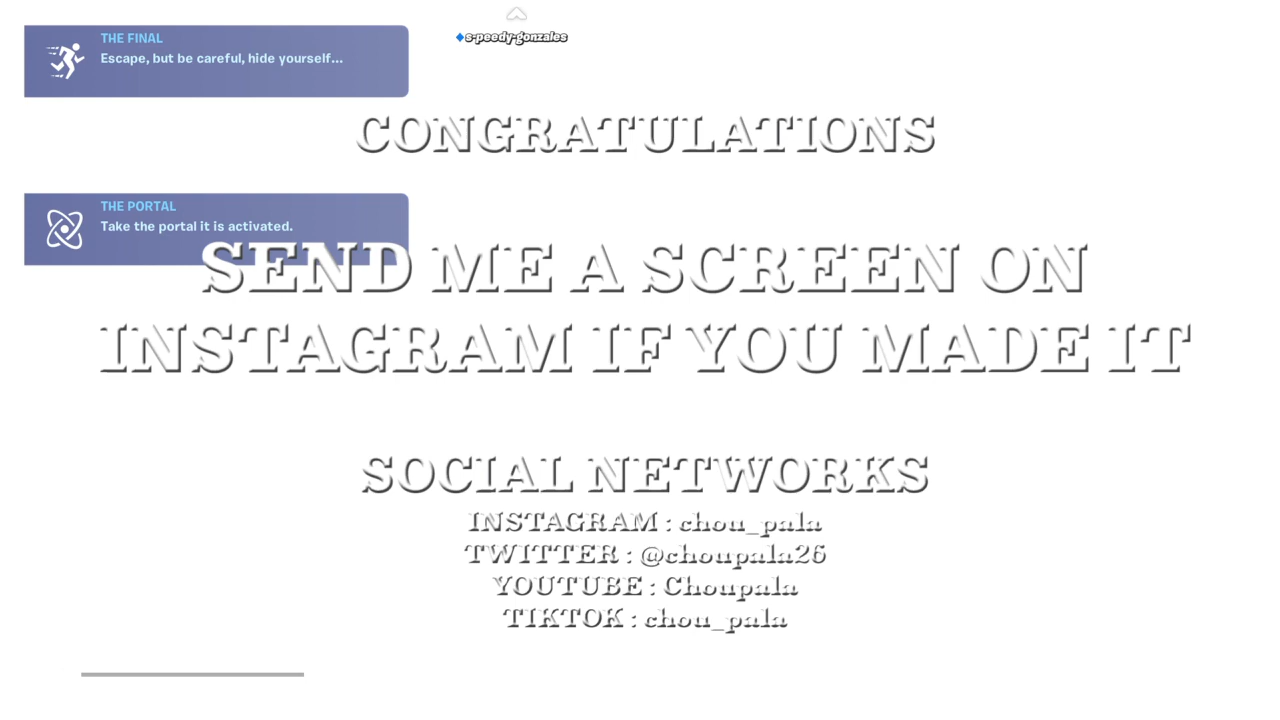 THE FINAL
Escape, but be careful, hide yourself...
s-peedy-gonzales
CONGRATULATIONS
THE PORTAL
Take the portal it is activated.
SEND ME A SCREEN ON
INSTAGRAM IF YOU MADE IT
SOCIAL NETWORKS
INSTAGRAM : chou_pala
TWITTER : @choupala26
YOUTUBE : Choupala
TIKTOK : chou_pala